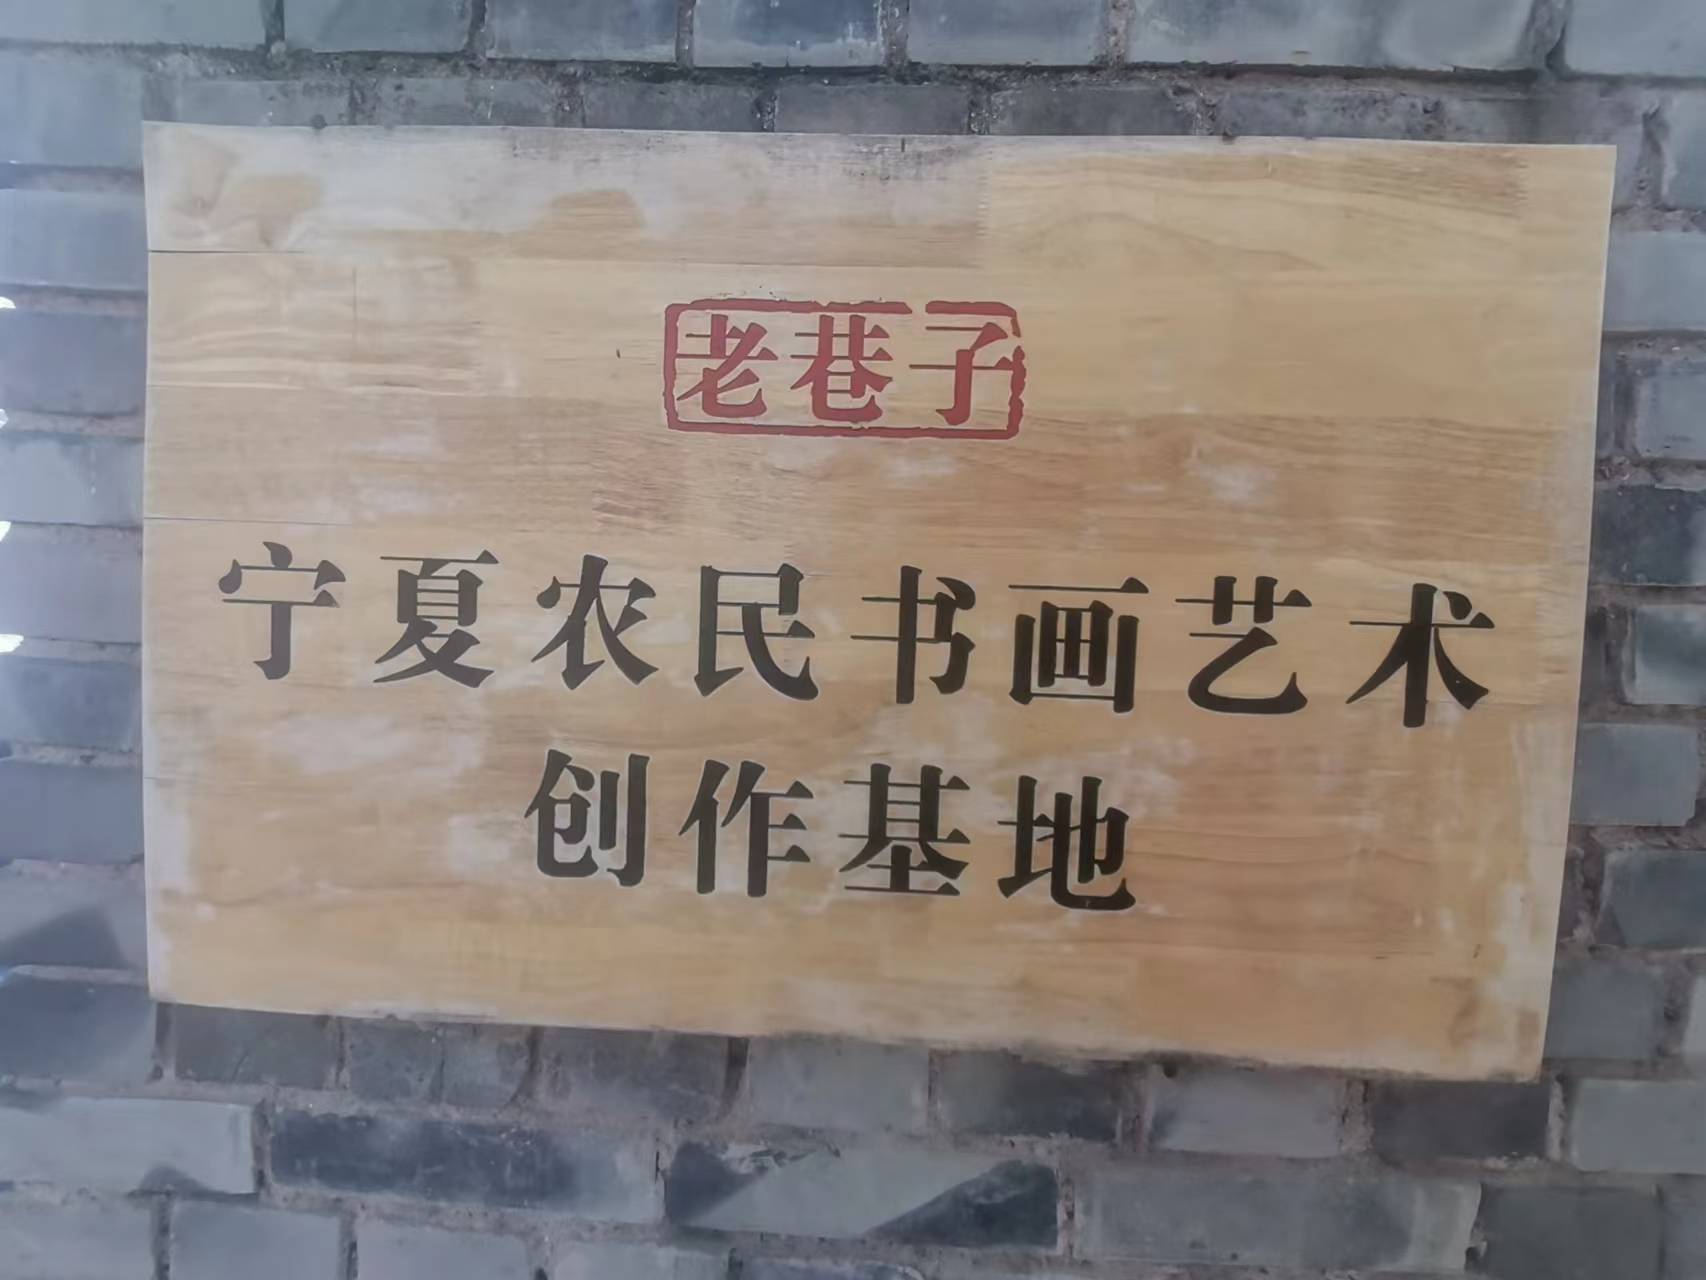 老巷子
宁夏农民书画艺术
创作基地